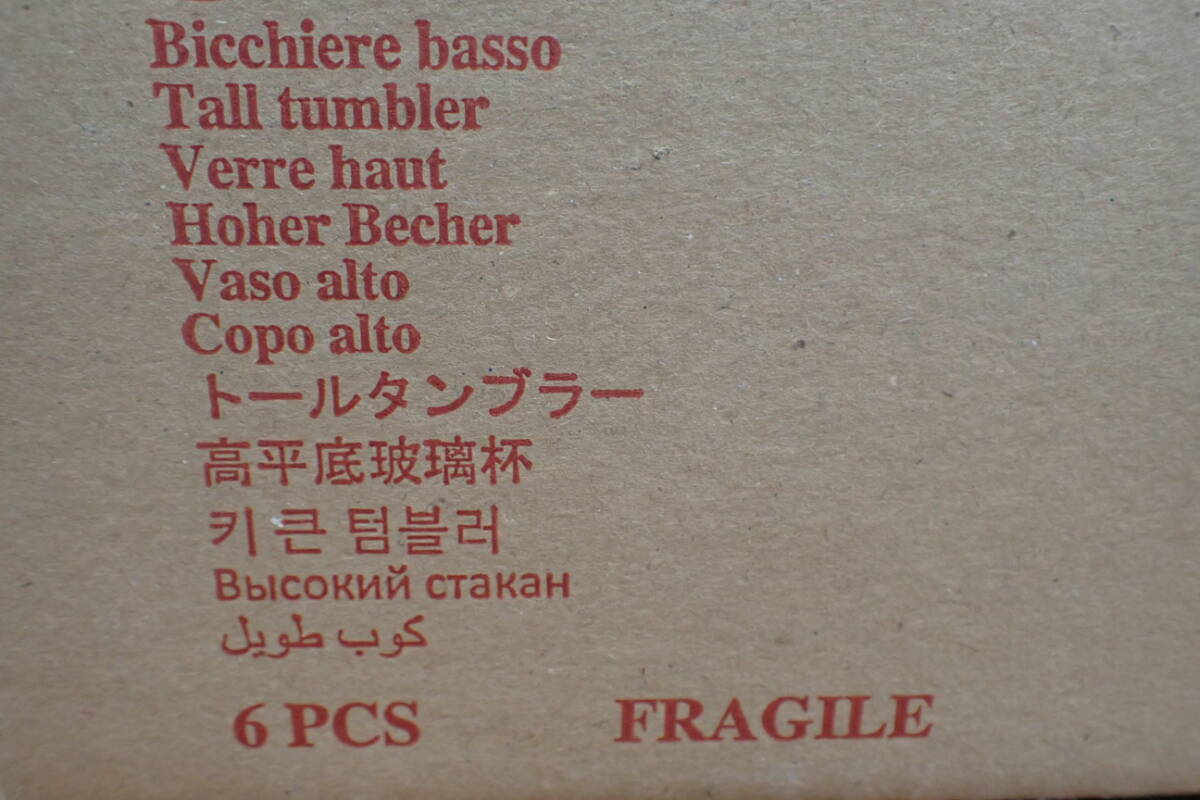 Bicchiere basso
Tall tumbler
Verre haut
Hoher Becher
Vaso alto
Copo alto
トールタンブラー
高平底玻璃杯
키 큰 텀블러
Высокий стакан
كوب طويل
6 PCS FRAGILE